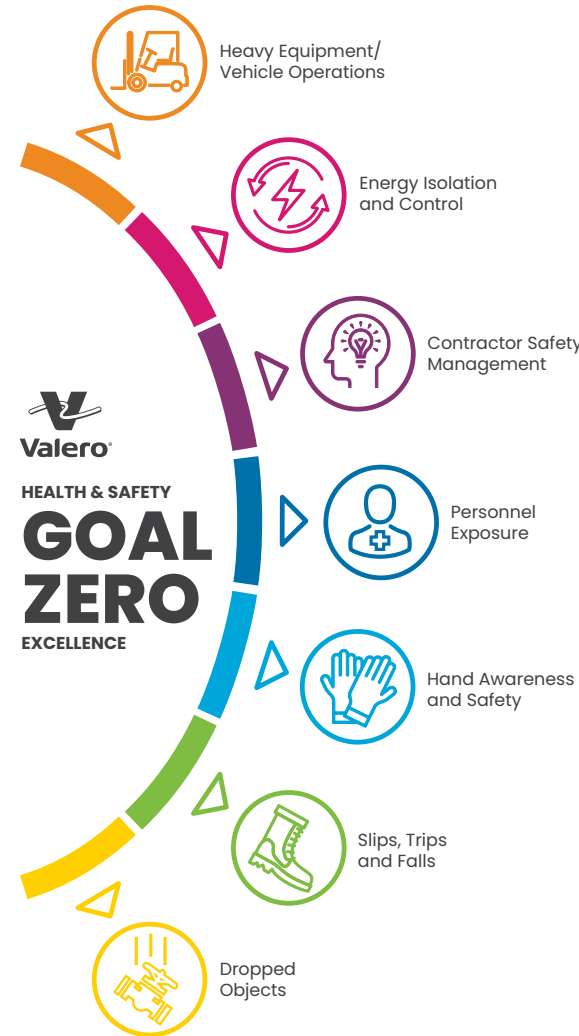 Heavy Equipment/
Vehicle Operations
Energy Isolation
and Control
Contractor Safety
Management
Valero
HEALTH & SAFETY
GOAL
ZERO
EXCELLENCE
Personnel
Exposure
Hand Awareness
and Safety
Slips, Trips
and Falls
Dropped
Objects